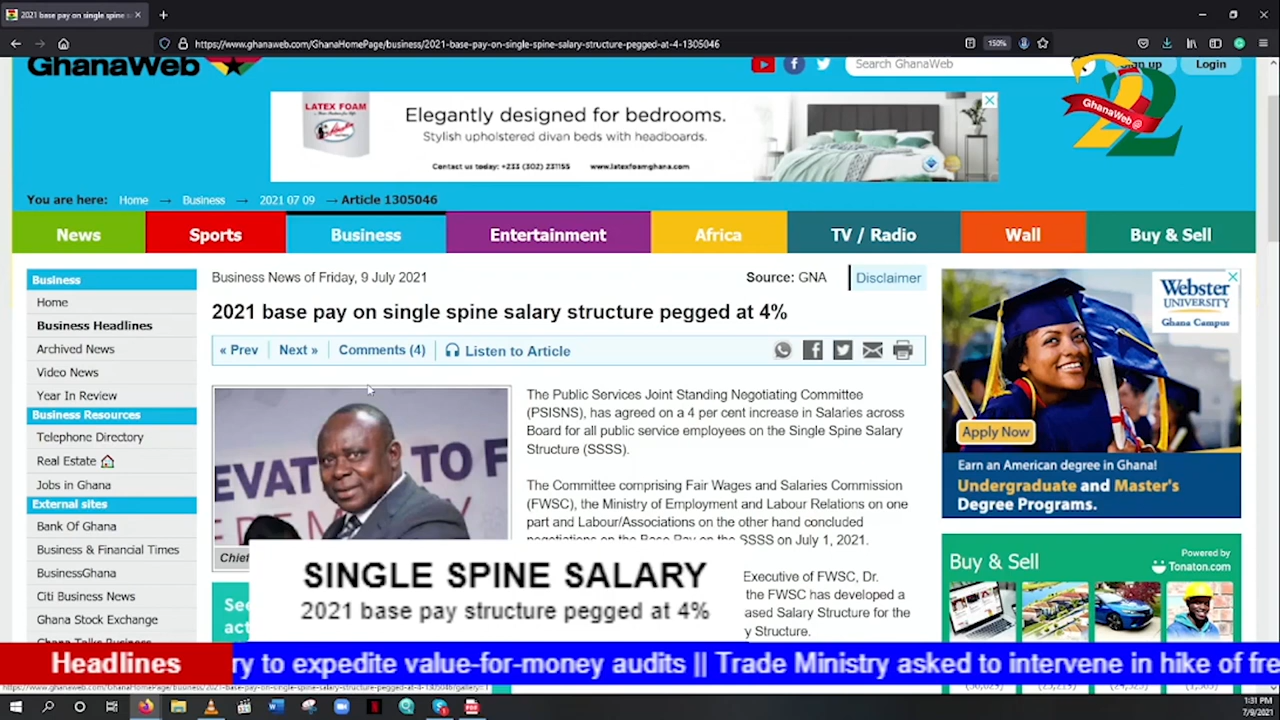 2021 base pay on single spine s
https://www.ghanaweb.com/GhanaHomePage/business/2021-base-pay-on-single-spine-salary-structure-pegged-at-4-1305046
150%
GhanaWeb
Search GhanaWeb
Sign up
Login
LATEX FOAM
Elegantly designed for bedrooms.
Stylish upholstered divan beds with headboards.
Contact us today: +233 (302) 231155 www.latexfoamghana.com
22
GhanaWeb @
You are here: Home → Business → 2021 07 09 → Article 1305046
News
Sports
Business
Entertainment
Africa
TV / Radio
Wall
Buy & Sell
Business
Home
Business Headlines
Archived News
Video News
Year In Review
Business Resources
Telephone Directory
Real Estate
Jobs in Ghana
External sites
Bank Of Ghana
Business & Financial Times
BusinessGhana
Citi Business News
Ghana Stock Exchange
Ghana Talks Business
Business News of Friday, 9 July 2021
Source: GNA
Disclaimer
2021 base pay on single spine salary structure pegged at 4%
« Prev
Next »
Comments (4)
Listen to Article
EVAT TO F
EREM
Chief
The Public Services Joint Standing Negotiating Committee
(PSISNS), has agreed on a 4 per cent increase in Salaries across
Board for all public service employees on the Single Spine Salary
Structure (SSSS).
The Committee comprising Fair Wages and Salaries Commission
(FWSC), the Ministry of Employment and Labour Relations on one
part and Labour/Associations on the other hand concluded
negotiations on the Base Pay on the SSSS on July 1, 2021.
Executive of FWSC, Dr.
the FWSC has developed a
ased Salary Structure for the
y Structure.
See
act
Webster
UNIVERSITY
Ghana Campus
Apply Now
Earn an American degree in Ghana!
Undergraduate and Master's
Degree Programs.
Buy & Sell
Powered by
Tonaton.com
SINGLE SPINE SALARY
2021 base pay structure pegged at 4%
Headlines
ry to expedite value-for-money audits || Trade Ministry asked to intervene in hike of fre
1:31 PM
7/9/2021